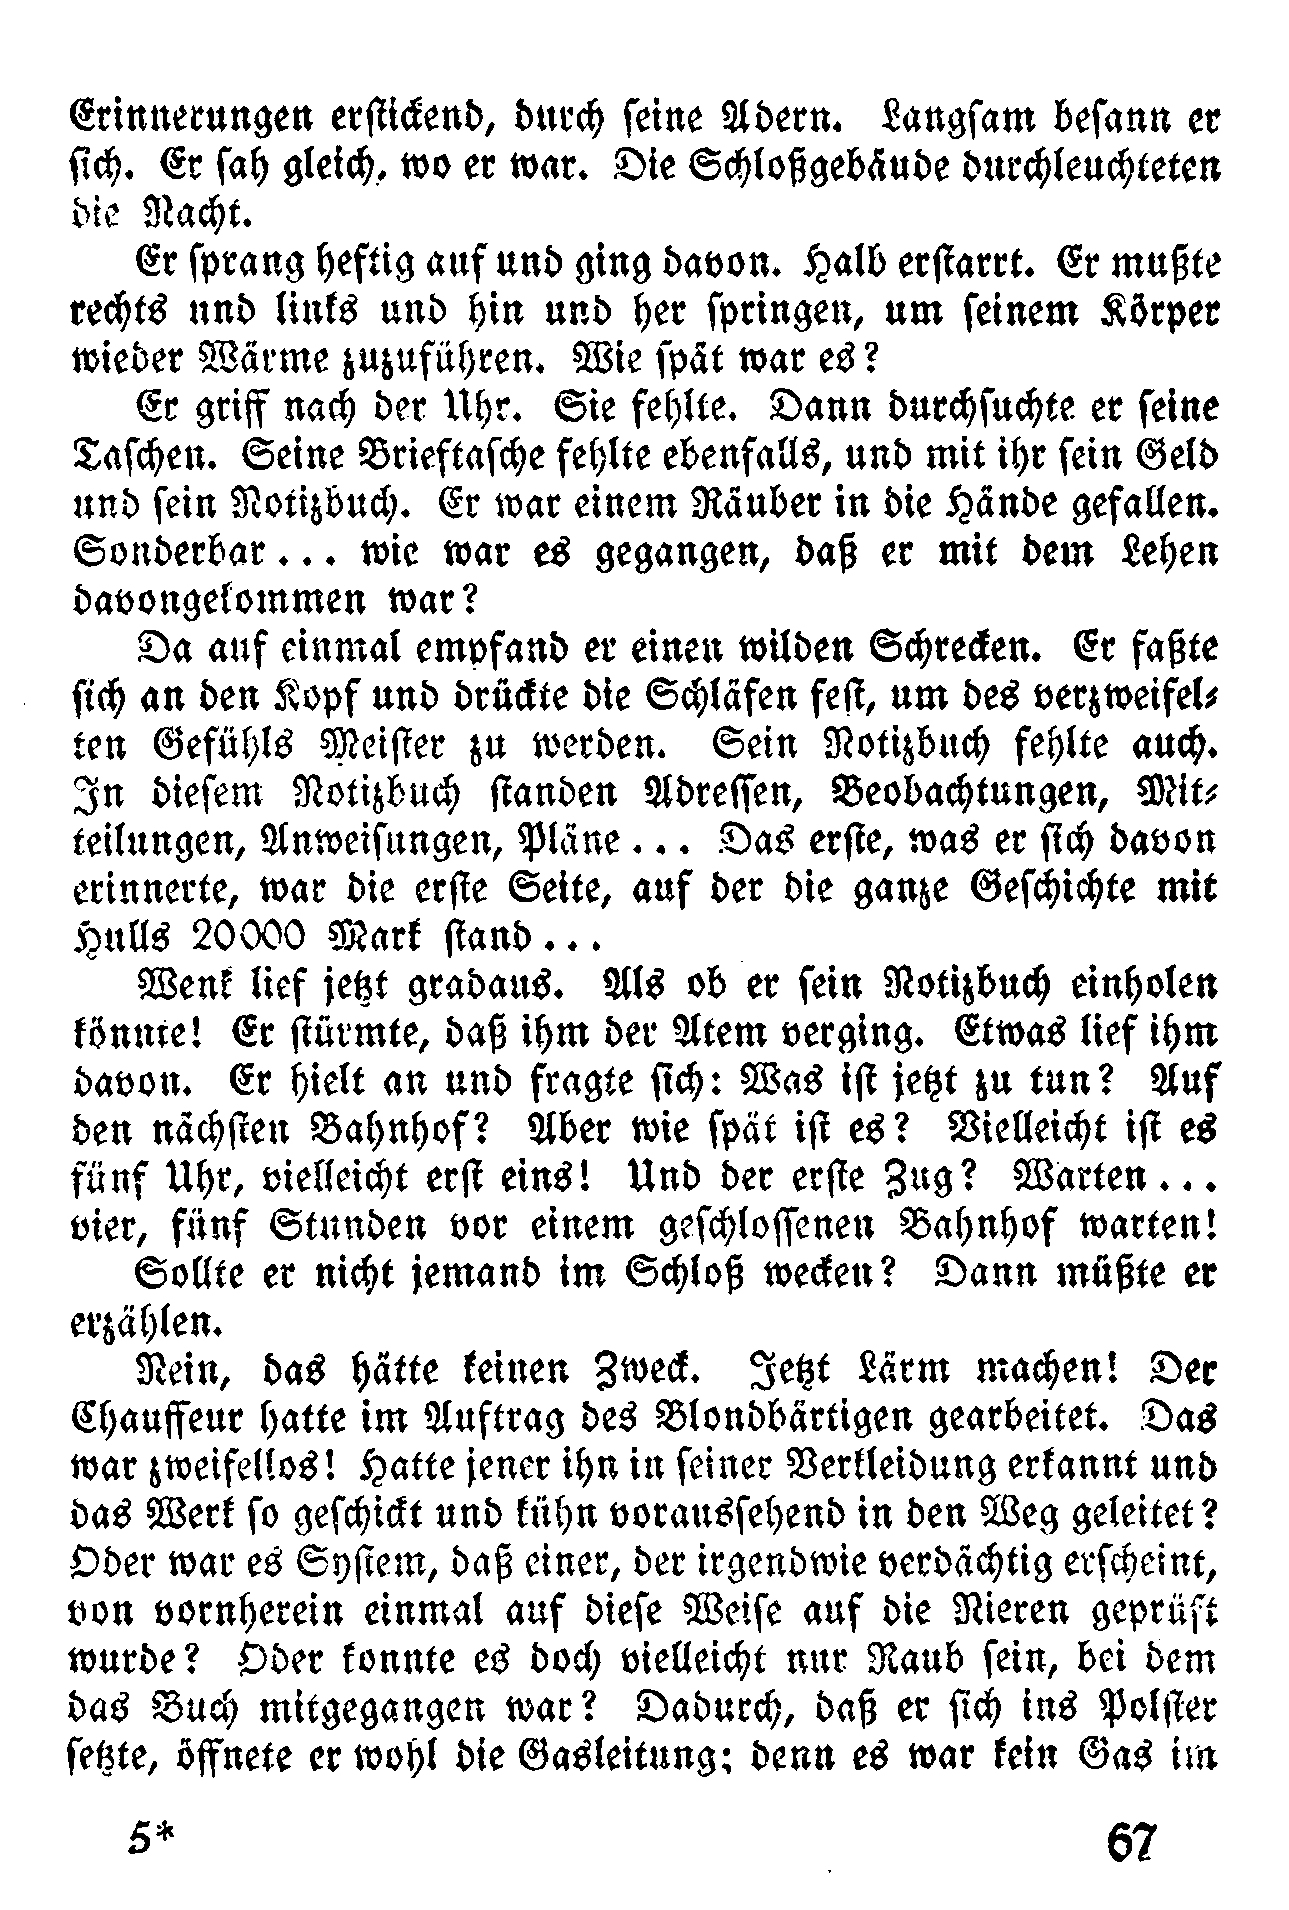 Erinnerungen erstickend, durch seine Adern. Langsam besann er
sich. Er sah gleich, wo er war. Die Schloßgebäude durchleuchteten
die Nacht.
Er sprang heftig auf und ging davon. Halb erstarrt. Er mußte
rechts und links und hin und her springen, um seinem Körper
wieder Wärme zuzuführen. Wie spät war es?
Er griff nach der Uhr. Sie fehlte. Dann durchsuchte er seine
Taschen. Seine Brieftasche fehlte ebenfalls, und mit ihr sein Geld
und sein Notizbuch. Er war einem Räuber in die Hände gefallen.
Sonderbar... wie war es gegangen, daß er mit dem Lehen
davongekommen war?
Da auf einmal empfand er einen wilden Schrecken. Er faßte
sich an den Kopf und drückte die Schläfen fest, um des verzweifel-
ten Gefühls Meister zu werden. Sein Notizbuch fehlte auch.
In diesem Notizbuch standen Adressen, Beobachtungen, Mit-
teilungen, Anweisungen, Pläne... Das erste, was er sich davon
erinnerte, war die erste Seite, auf der die ganze Geschichte mit
Hulls 20000 Mark stand...
Wenk lief jetzt gradaus. Als ob er sein Notizbuch einholen
könnte! Er stürmte, daß ihm der Atem verging. Etwas lief ihm
davon. Er hielt an und fragte sich: Was ist jetzt zu tun? Auf
den nächsten Bahnhof? Aber wie spät ist es? Vielleicht ist es
fünf Uhr, vielleicht erst eins! Und der erste Zug? Warten...
vier, fünf Stunden vor einem geschlossenen Bahnhof warten!
Sollte er nicht jemand im Schloß wecken? Dann müßte er
erzählen.
Nein, das hätte keinen Zweck. Jetzt Lärm machen! Der
Chauffeur hatte im Auftrag des Blondbärtigen gearbeitet. Das
war zweifellos! Hatte jener ihn in seiner Verkleidung erkannt und
das Werk so geschickt und kühn voraussehend in den Weg geleitet?
Oder war es System, daß einer, der irgendwie verdächtig erscheint,
von vornherein einmal auf diese Weise auf die Nieren geprüft
wurde? Oder konnte es doch vielleicht nur Raub sein, bei dem
das Buch mitgegangen war? Dadurch, daß er sich ins Polster
setzte, öffnete er wohl die Gasleitung; denn es war kein Gas im
5* 67